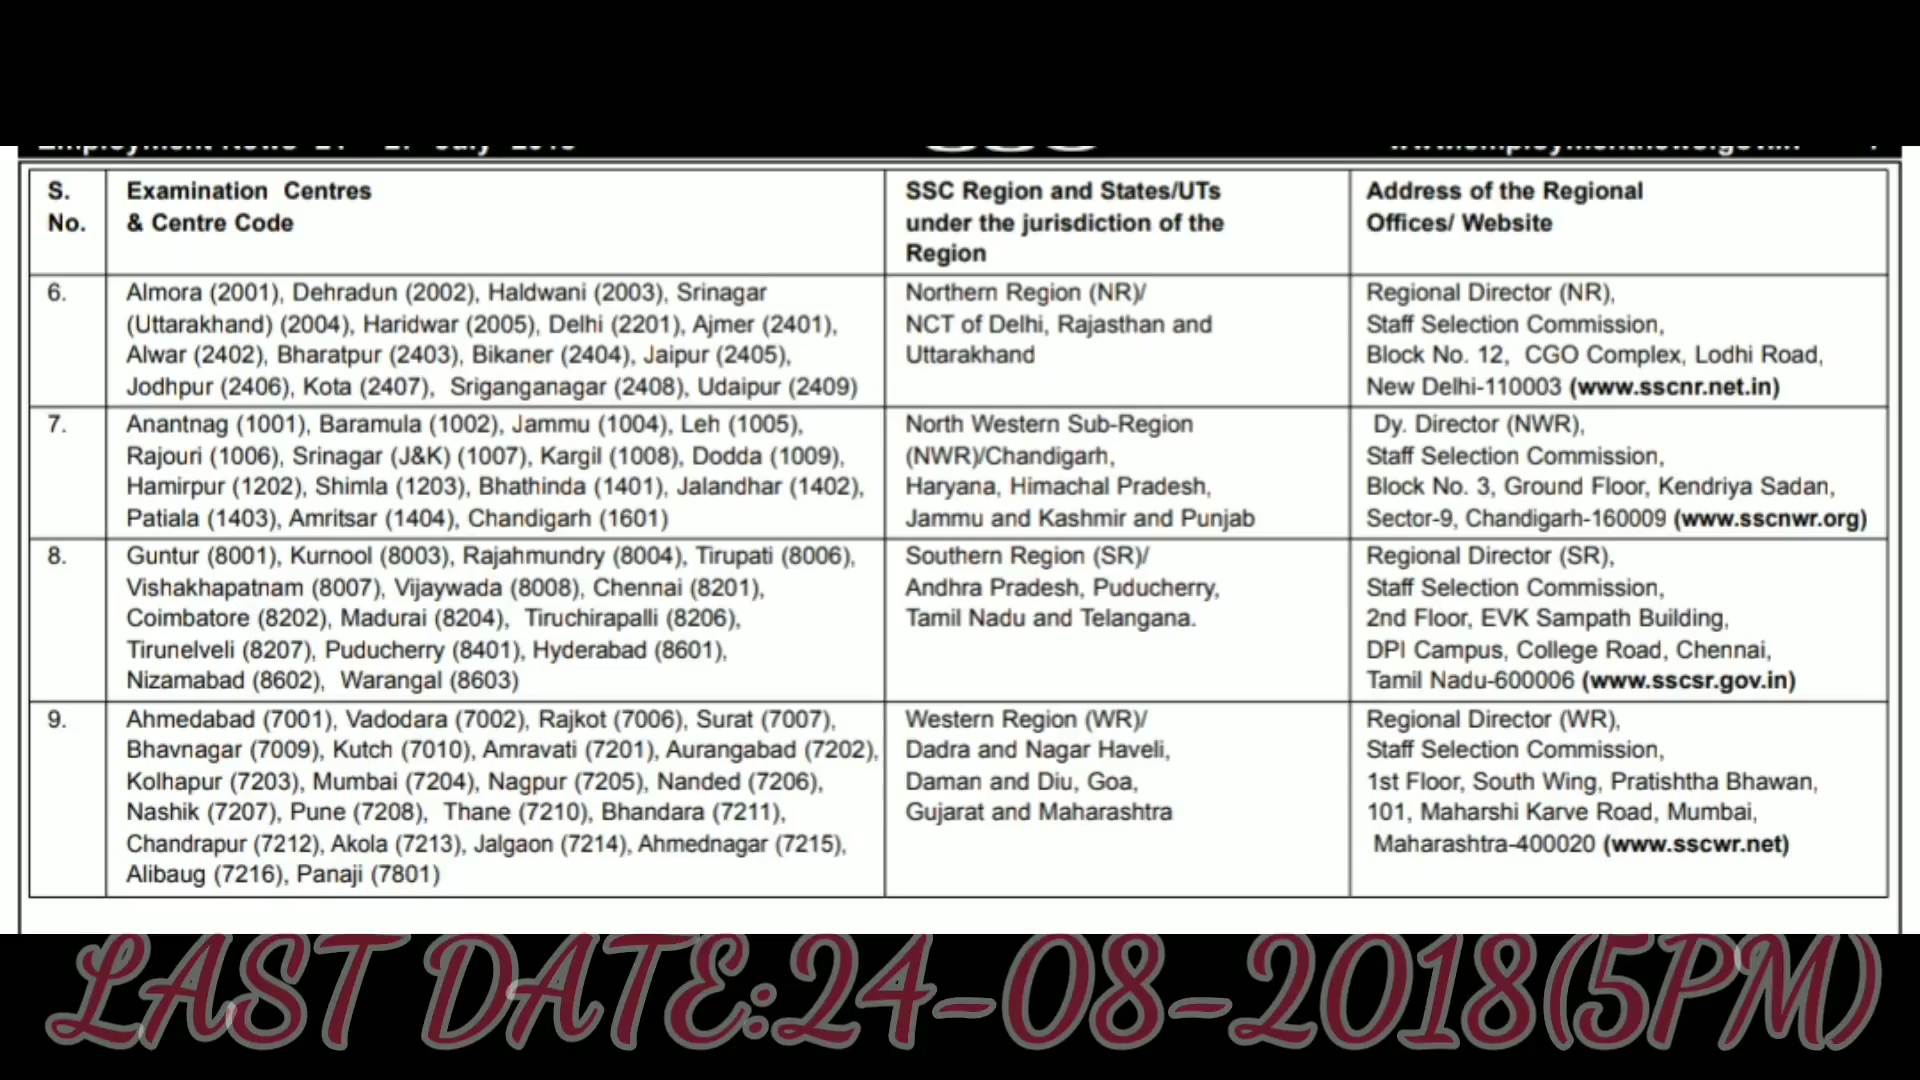 S. No.
Examination Centres & Centre Code
SSC Region and States/UTs under the jurisdiction of the Region
Address of the Regional Offices/ Website
6.
Almora (2001), Dehradun (2002), Haldwani (2003), Srinagar
(Uttarakhand) (2004), Haridwar (2005), Delhi (2201), Ajmer (2401),
Alwar (2402), Bharatpur (2403), Bikaner (2404), Jaipur (2405),
Jodhpur (2406), Kota (2407), Sriganganagar (2408), Udaipur (2409)
Northern Region (NR)/
NCT of Delhi, Rajasthan and
Uttarakhand
Regional Director (NR),
Staff Selection Commission,
Block No. 12, CGO Complex, Lodhi Road,
New Delhi-110003 (www.sscnr.net.in)
7.
Anantnag (1001), Baramula (1002), Jammu (1004), Leh (1005),
Rajouri (1006), Srinagar (J&K) (1007), Kargil (1008), Dodda (1009),
Hamirpur (1202), Shimla (1203), Bhathinda (1401), Jalandhar (1402),
Patiala (1403), Amritsar (1404), Chandigarh (1601)
North Western Sub-Region
(NWR)/Chandigarh,
Haryana, Himachal Pradesh,
Jammu and Kashmir and Punjab
Dy. Director (NWR),
Staff Selection Commission,
Block No. 3, Ground Floor, Kendriya Sadan,
Sector-9, Chandigarh-160009 (www.sscnwr.org)
8.
Guntur (8001), Kurnool (8003), Rajahmundry (8004), Tirupati (8006),
Vishakhapatnam (8007), Vijaywada (8008), Chennai (8201),
Coimbatore (8202), Madurai (8204), Tiruchirapalli (8206),
Tirunelveli (8207), Puducherry (8401), Hyderabad (8601),
Nizamabad (8602), Warangal (8603)
Southern Region (SR)/
Andhra Pradesh, Puducherry,
Tamil Nadu and Telangana.
Regional Director (SR),
Staff Selection Commission,
2nd Floor, EVK Sampath Building,
DPI Campus, College Road, Chennai,
Tamil Nadu-600006 (www.sscsr.gov.in)
9.
Ahmedabad (7001), Vadodara (7002), Rajkot (7006), Surat (7007),
Bhavnagar (7009), Kutch (7010), Amravati (7201), Aurangabad (7202),
Kolhapur (7203), Mumbai (7204), Nagpur (7205), Nanded (7206),
Nashik (7207), Pune (7208), Thane (7210), Bhandara (7211),
Chandrapur (7212), Akola (7213), Jalgaon (7214), Ahmednagar (7215),
Alibaug (7216), Panaji (7801)
Western Region (WR)/
Dadra and Nagar Haveli,
Daman and Diu, Goa,
Gujarat and Maharashtra
Regional Director (WR),
Staff Selection Commission,
1st Floor, South Wing, Pratishtha Bhawan,
101, Maharshi Karve Road, Mumbai,
Maharashtra-400020 (www.sscwr.net)
LAST DATE:24-08-2018(5PM)